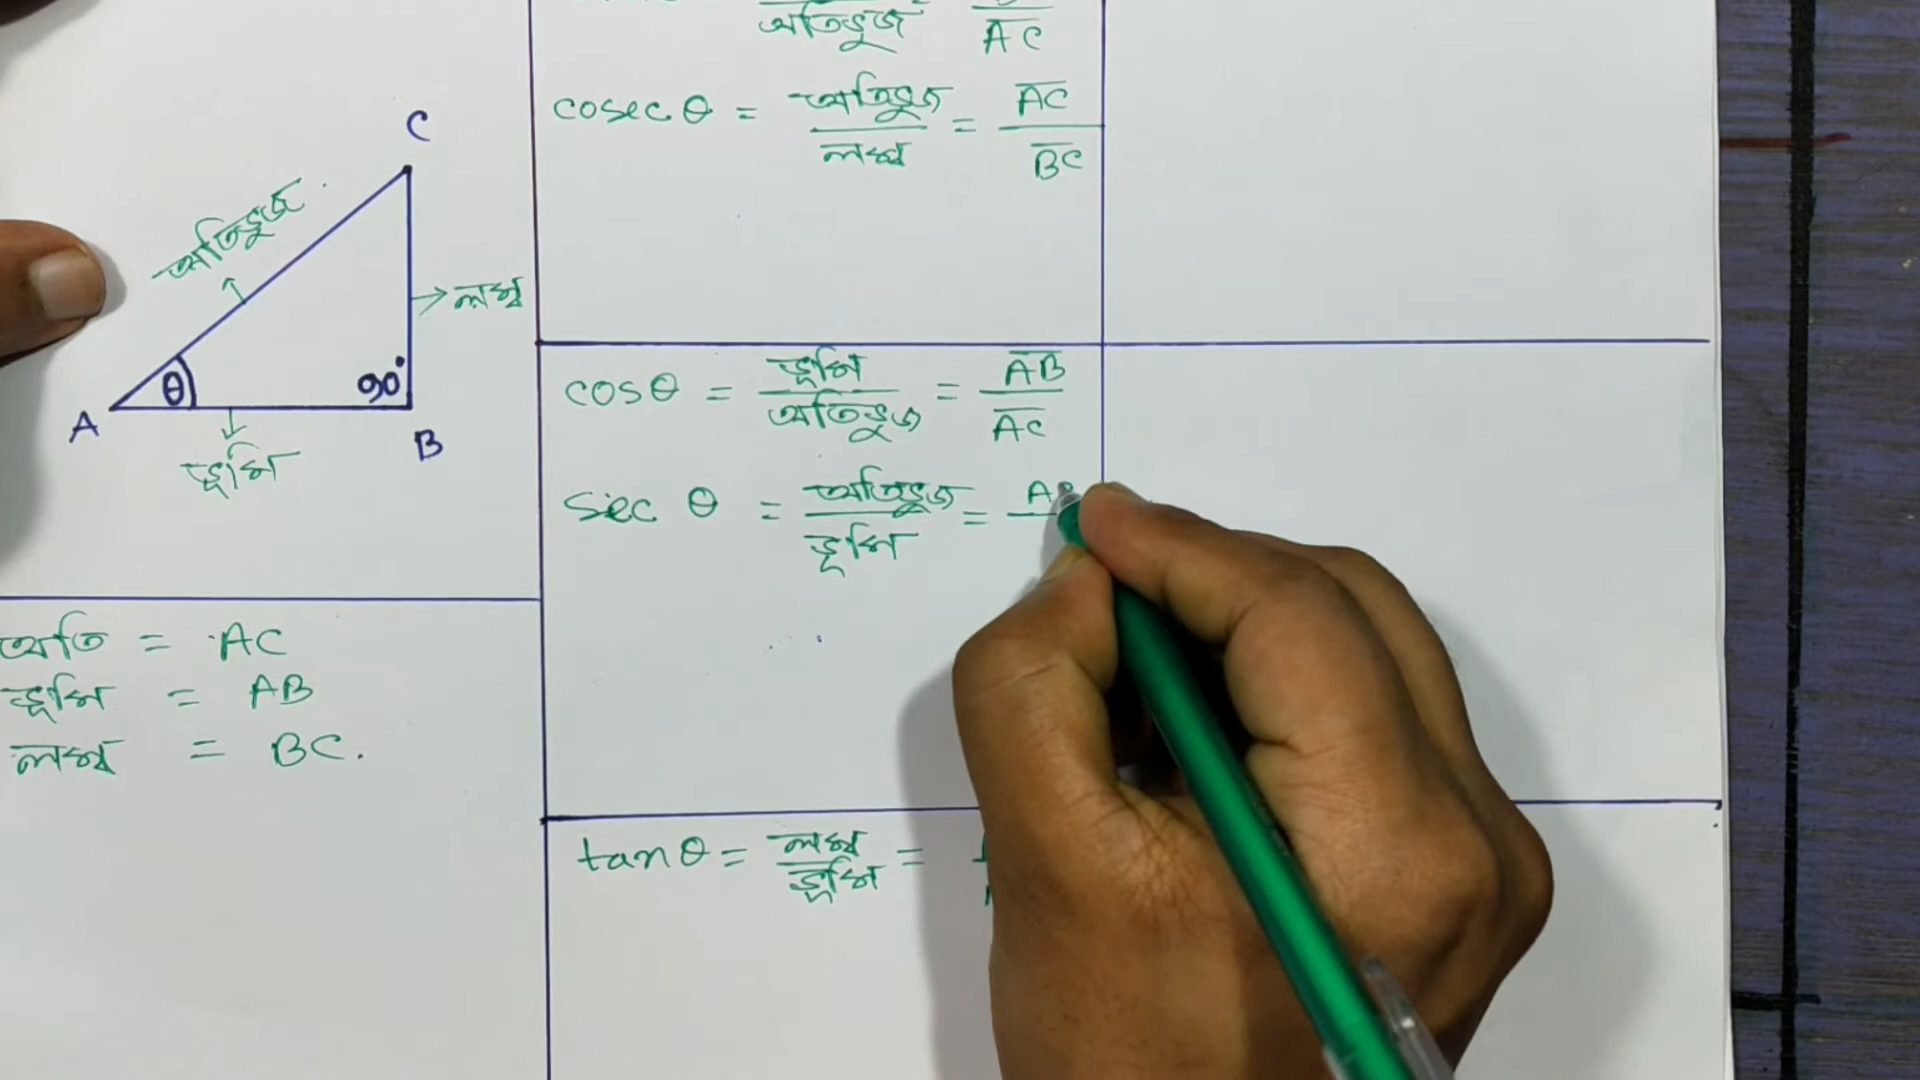 C
অতিভুজ
→ লম্ব
θ
90°
A
B
ভূমি
অতি = AC
ভূমি = AB
লম্ব = BC.
অতিভুজ AC
cosec θ = অতিভুজ/লম্ব = AC/BC
cos θ = ভূমি/অতিভুজ = AB/AC
sec θ = অতিভুজ/ভূমি = A
tan θ = লম্ব/ভূমি =